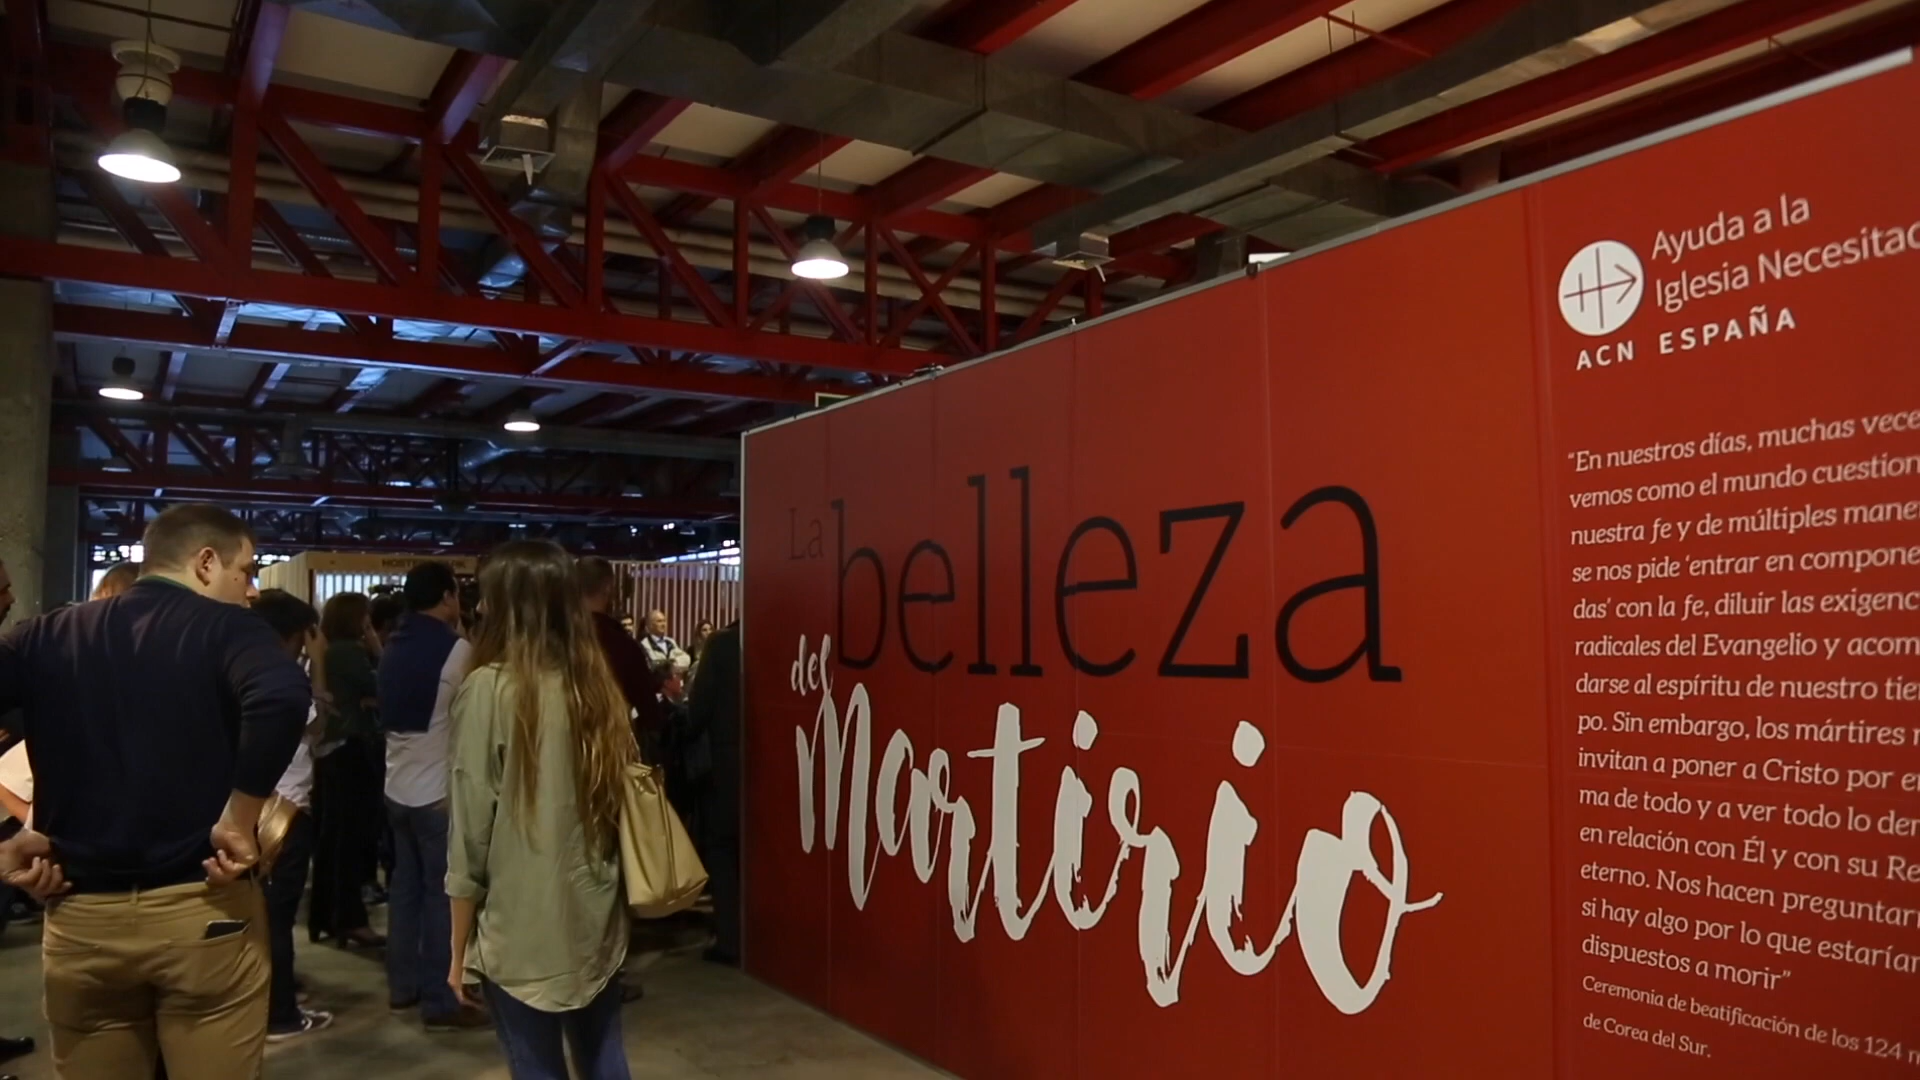 La
belleza
del
Martirio
Ayuda a la
Iglesia Necesitad
ACN ESPAÑA
“En nuestros días, muchas vece
vemos como el mundo cuestion
nuestra fe y de múltiples mane
se nos pide ‘entrar en compone
das’ con la fe, diluir las exigenc
radicales del Evangelio y acom
darse al espíritu de nuestro tie
po. Sin embargo, los mártires
invitan a poner a Cristo por e
ma de todo y a ver todo lo de
en relación con Él y con su Re
eterno. Nos hacen preguntar
si hay algo por lo que estarían
dispuestos a morir”
Ceremonia de beatificación de los 124 m
de Corea del Sur.